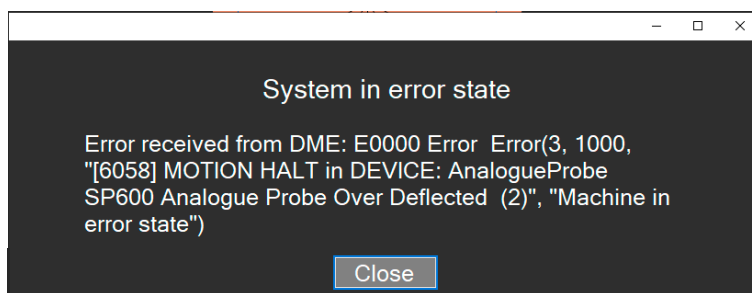 System in error state
Error received from DME: E0000 Error  Error(3, 1000,
"[6058] MOTION HALT in DEVICE: AnalogueProbe
SP600 Analogue Probe Over Deflected  (2)", "Machine in
error state")
Close